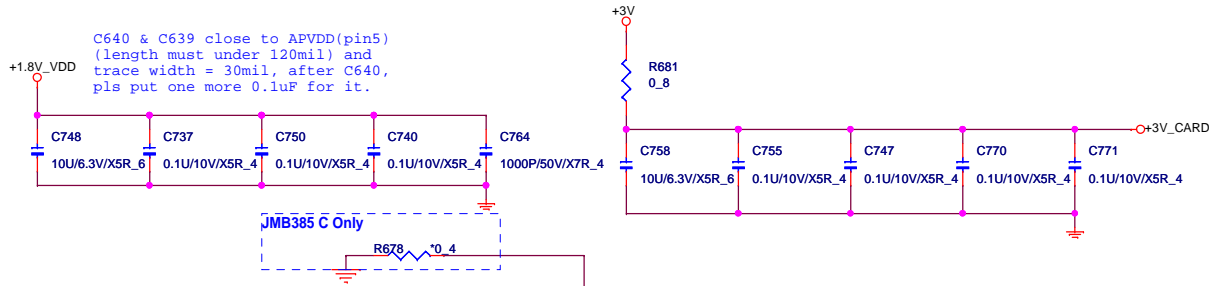 +3V
C640 & C639 close to APVDD(pin5)
(length must under 120mil) and
trace width = 30mil, after C640,
pls put one more 0.1uF for it.
+1.8V_VDD
R681
0_8
C748
10U/6.3V/X5R_6
C737
0.1U/10V/X5R_4
C750
0.1U/10V/X5R_4
C740
0.1U/10V/X5R_4
C764
1000P/50V/X7R_4
+3V_CARD
C758
10U/6.3V/X5R_6
C755
0.1U/10V/X5R_4
C747
0.1U/10V/X5R_4
C770
0.1U/10V/X5R_4
C771
0.1U/10V/X5R_4
JMB385 C Only
R678 *0_4